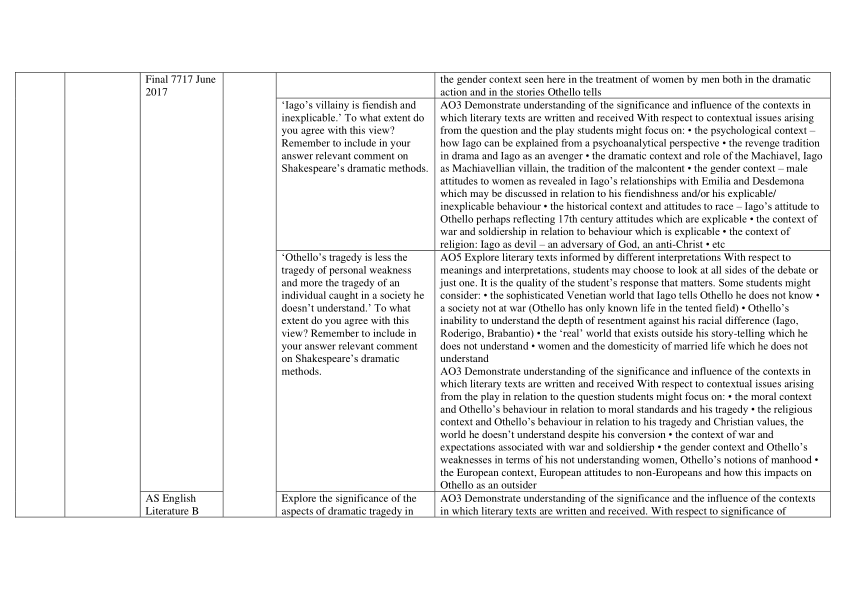 Final 7717 June
2017
the gender context seen here in the treatment of women by men both in the dramatic
action and in the stories Othello tells
‘Iago’s villainy is fiendish and
inexplicable.’ To what extent do
you agree with this view?
Remember to include in your
answer relevant comment on
Shakespeare’s dramatic methods.
AO3 Demonstrate understanding of the significance and influence of the contexts in
which literary texts are written and received With respect to contextual issues arising
from the question and the play students might focus on: • the psychological context –
how Iago can be explained from a psychoanalytical perspective • the revenge tradition
in drama and Iago as an avenger • the dramatic context and role of the Machiavel, Iago
as Machiavellian villain, the tradition of the malcontent • the gender context – male
attitudes to women as revealed in Iago’s relationships with Emilia and Desdemona
which may be discussed in relation to his fiendishness and/or his explicable/
inexplicable behaviour • the historical context and attitudes to race – Iago’s attitude to
Othello perhaps reflecting 17th century attitudes which are explicable • the context of
war and soldiership in relation to behaviour which is explicable • the context of
religion: Iago as devil – an adversary of God, an anti-Christ • etc
‘Othello’s tragedy is less the
tragedy of personal weakness
and more the tragedy of an
individual caught in a society he
doesn’t understand.’ To what
extent do you agree with this
view? Remember to include in
your answer relevant comment
on Shakespeare’s dramatic
methods.
AO5 Explore literary texts informed by different interpretations With respect to
meanings and interpretations, students may choose to look at all sides of the debate or
just one. It is the quality of the student’s response that matters. Some students might
consider: • the sophisticated Venetian world that Iago tells Othello he does not know •
a society not at war (Othello has only known life in the tented field) • Othello’s
inability to understand the depth of resentment against his racial difference (Iago,
Roderigo, Brabantio) • the ‘real’ world that exists outside his story-telling which he
does not understand • women and the domesticity of married life which he does not
understand
AO3 Demonstrate understanding of the significance and influence of the contexts in
which literary texts are written and received With respect to contextual issues arising
from the play in relation to the question students might focus on: • the moral context
and Othello’s behaviour in relation to moral standards and his tragedy • the religious
context and Othello’s behaviour in relation to his tragedy and Christian values, the
world he doesn’t understand despite his conversion • the context of war and
expectations associated with war and soldiership • the gender context and Othello’s
weaknesses in terms of his not understanding women, Othello’s notions of manhood •
the European context, European attitudes to non-Europeans and how this impacts on
Othello as an outsider
AS English
Literature B
Explore the significance of the
aspects of dramatic tragedy in
AO3 Demonstrate understanding of the significance and the influence of the contexts
in which literary texts are written and received. With respect to significance of